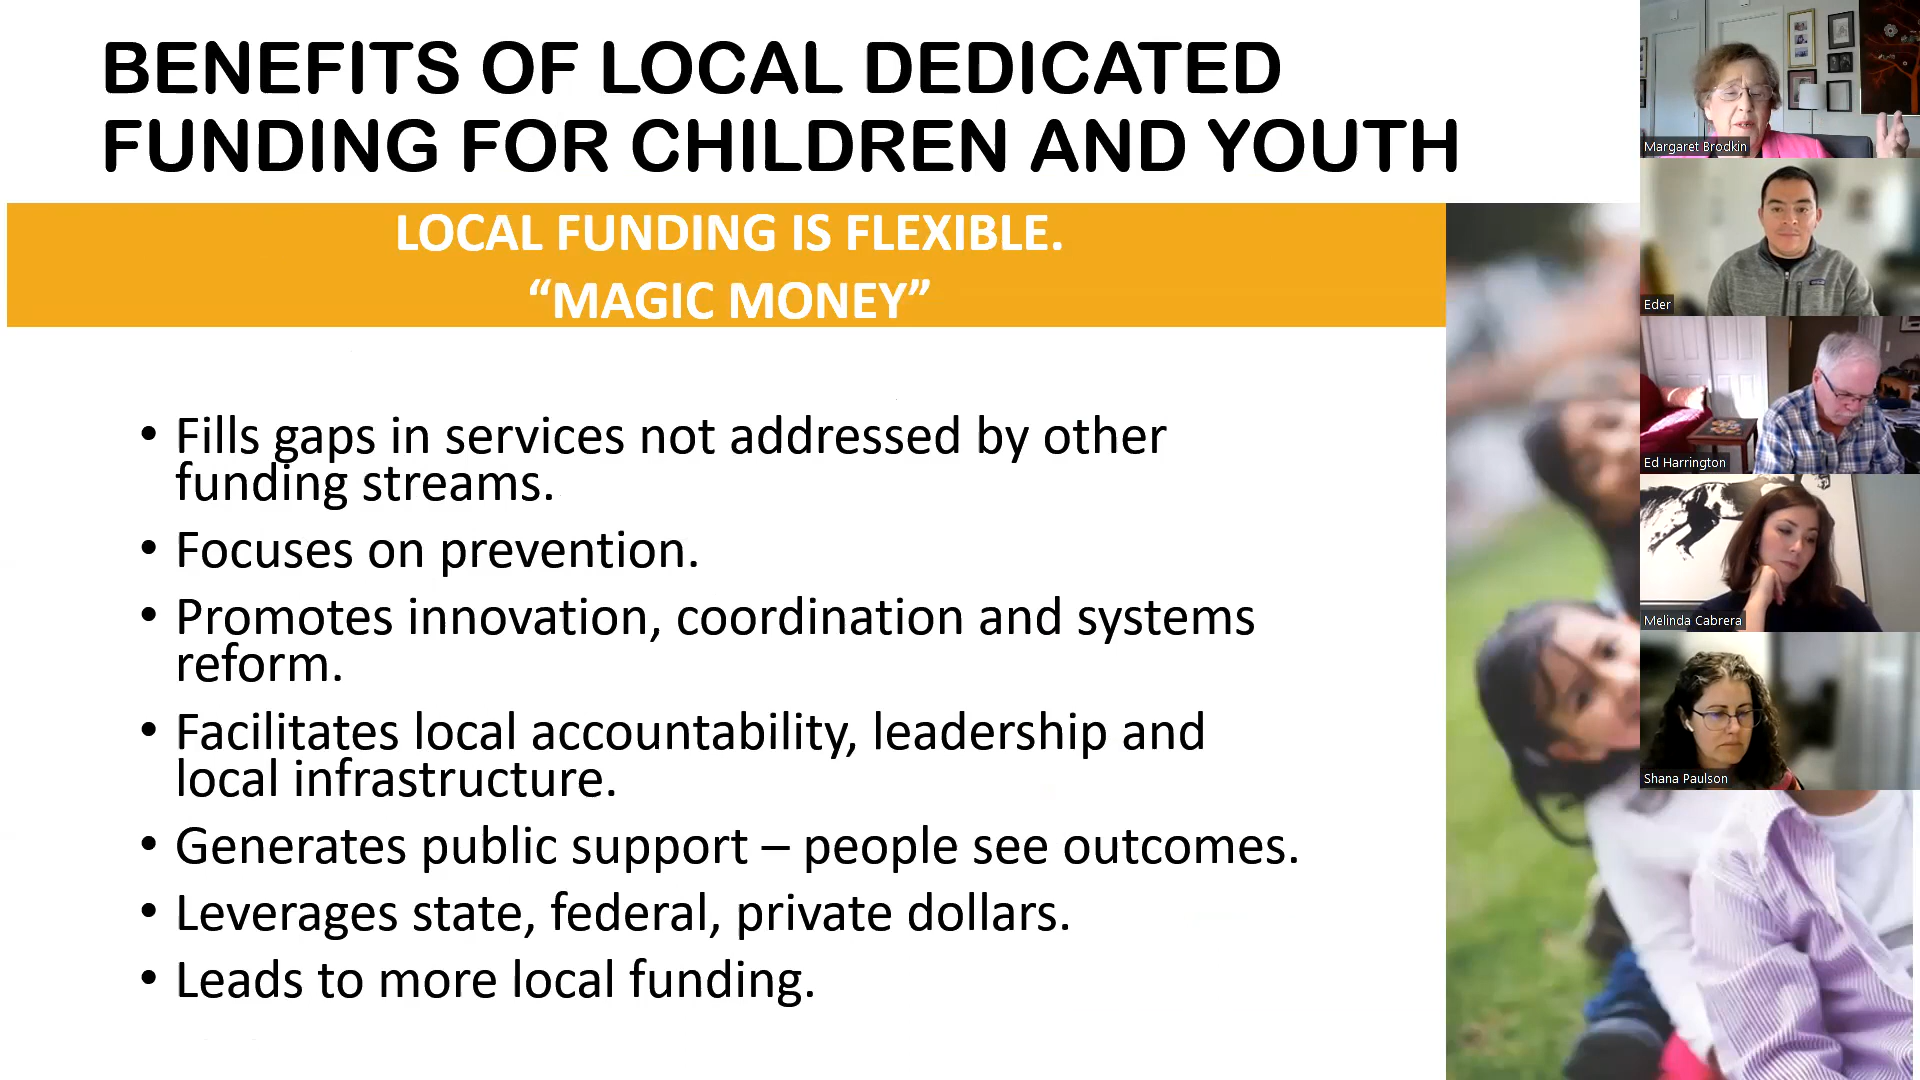 BENEFITS OF LOCAL DEDICATED
FUNDING FOR CHILDREN AND YOUTH
LOCAL FUNDING IS FLEXIBLE.
“MAGIC MONEY”
• Fills gaps in services not addressed by other
funding streams.
• Focuses on prevention.
• Promotes innovation, coordination and systems
reform.
• Facilitates local accountability, leadership and
local infrastructure.
• Generates public support – people see outcomes.
• Leverages state, federal, private dollars.
• Leads to more local funding.
Margaret Brodkin
Eder
Ed Harrington
Melinda Cabrera
Shana Paulson